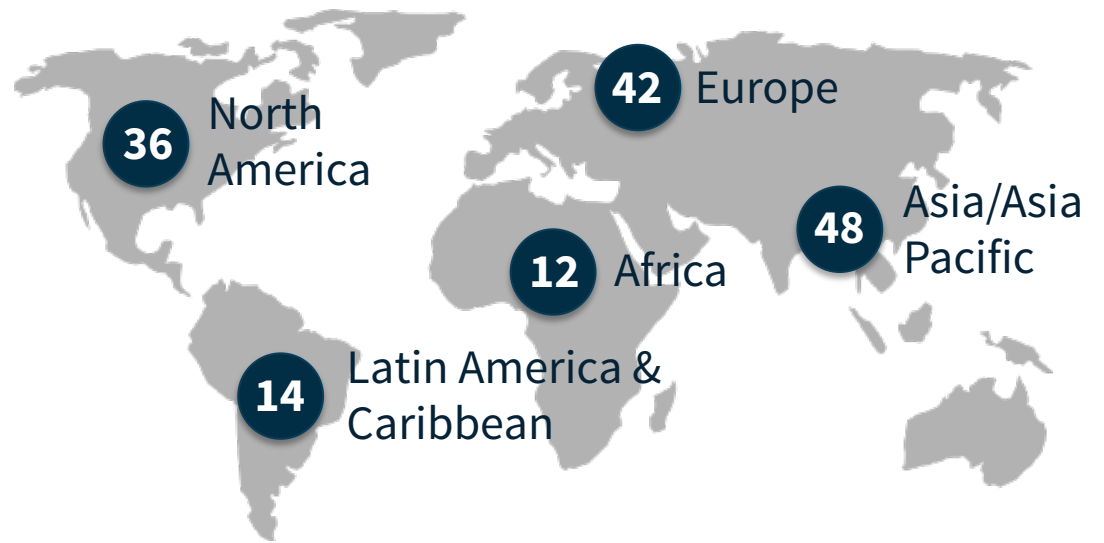 42
Europe
36
North
America
48
Asia/Asia
Pacific
12
Africa
14
Latin America &
Caribbean